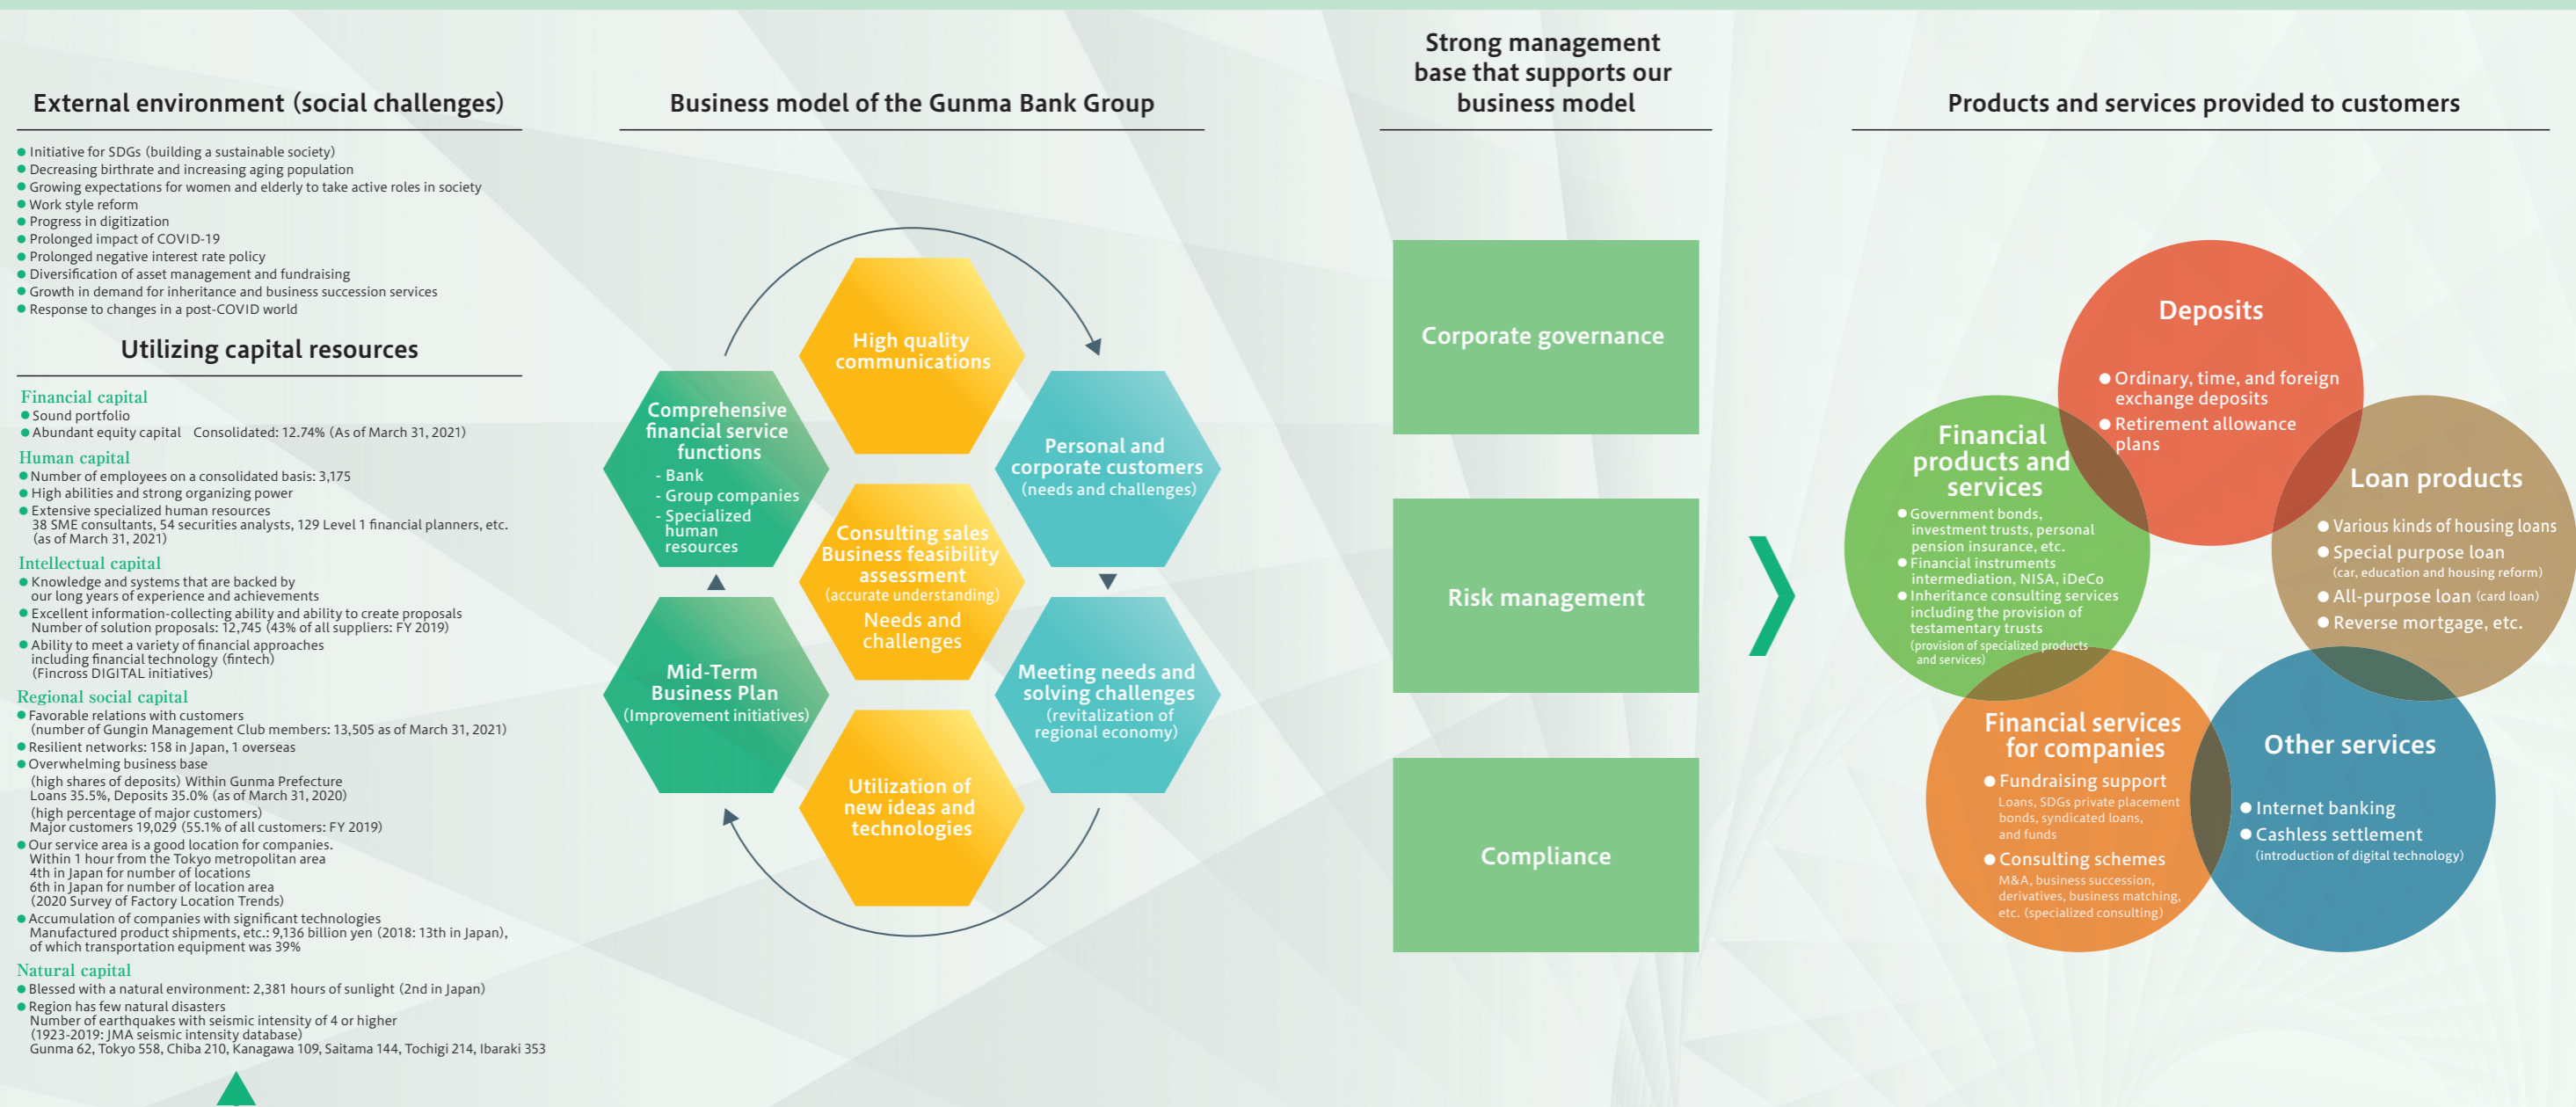 External environment (social challenges)
● Initiative for SDGs (building a sustainable society)
● Decreasing birthrate and increasing aging population
● Growing expectations for women and elderly to take active roles in society
● Work style reform
● Progress in digitization
● Prolonged impact of COVID-19
● Prolonged negative interest rate policy
● Diversification of asset management and fundraising
● Growth in demand for inheritance and business succession services
● Response to changes in a post-COVID world
Utilizing capital resources
Financial capital
● Sound portfolio
● Abundant equity capital Consolidated: 12.74% (As of March 31, 2021)
Human capital
● Number of employees on a consolidated basis: 3,175
● High abilities and strong organizing power
● Extensive specialized human resources
38 SME consultants, 54 securities analysts, 129 Level 1 financial planners, etc.
(as of March 31, 2021)
Intellectual capital
● Knowledge and systems that are backed by
our long years of experience and achievements
● Excellent information-collecting ability and ability to create proposals
Number of solution proposals: 12,745 (43% of all suppliers: FY 2019)
● Ability to meet a variety of financial approaches
including financial technology (fintech)
(Fincross DIGITAL initiatives)
Regional social capital
● Favorable relations with customers
(number of Gungin Management Club members: 13,505 as of March 31, 2021)
● Resilient networks: 158 in Japan, 1 overseas
● Overwhelming business base
(high shares of deposits) Within Gunma Prefecture
Loans 35.5%, Deposits 35.0% (as of March 31, 2020)
(high percentage of major customers)
Major customers 19,029 (55.1% of all customers: FY 2019)
● Our service area is a good location for companies.
Within 1 hour from the Tokyo metropolitan area
4th in Japan for number of locations
6th in Japan for number of location area
(2020 Survey of Factory Location Trends)
● Accumulation of companies with significant technologies
Manufactured product shipments, etc.: 9,136 billion yen (2018: 13th in Japan),
of which transportation equipment was 39%
Natural capital
● Blessed with a natural environment: 2,381 hours of sunlight (2nd in Japan)
● Region has few natural disasters
Number of earthquakes with seismic intensity of 4 or higher
(1923-2019: JMA seismic intensity database)
Gunma 62, Tokyo 558, Chiba 210, Kanagawa 109, Saitama 144, Tochigi 214, Ibaraki 353
Business model of the Gunma Bank Group
High quality
communications
Comprehensive
financial service
functions
- Bank
- Group companies
- Specialized
human
resources
Personal and
corporate customers
(needs and challenges)
Consulting sales
Business feasibility
assessment
(accurate understanding)
Needs and
challenges
Mid-Term
Business Plan
(Improvement initiatives)
Meeting needs and
solving challenges
(revitalization of
regional economy)
Utilization of
new ideas and
technologies
Strong management
base that supports our
business model
Corporate governance
Risk management
Compliance
Products and services provided to customers
Deposits
● Ordinary, time, and foreign
exchange deposits
● Retirement allowance
plans
Financial
products and
services
● Government bonds,
investment trusts, personal
pension insurance, etc.
● Financial instruments
intermediation, NISA, iDeCo
● Inheritance consulting services
including the provision of
testamentary trusts
(provision of specialized products
and services)
Loan products
● Various kinds of housing loans
● Special purpose loan
(car, education and housing reform)
● All-purpose loan (card loan)
● Reverse mortgage, etc.
Financial services
for companies
● Fundraising support
Loans, SDGs private placement
bonds, syndicated loans,
and funds
● Consulting schemes
M&A, business succession,
derivatives, business matching,
etc. (specialized consulting)
Other services
● Internet banking
● Cashless settlement
(introduction of digital technology)